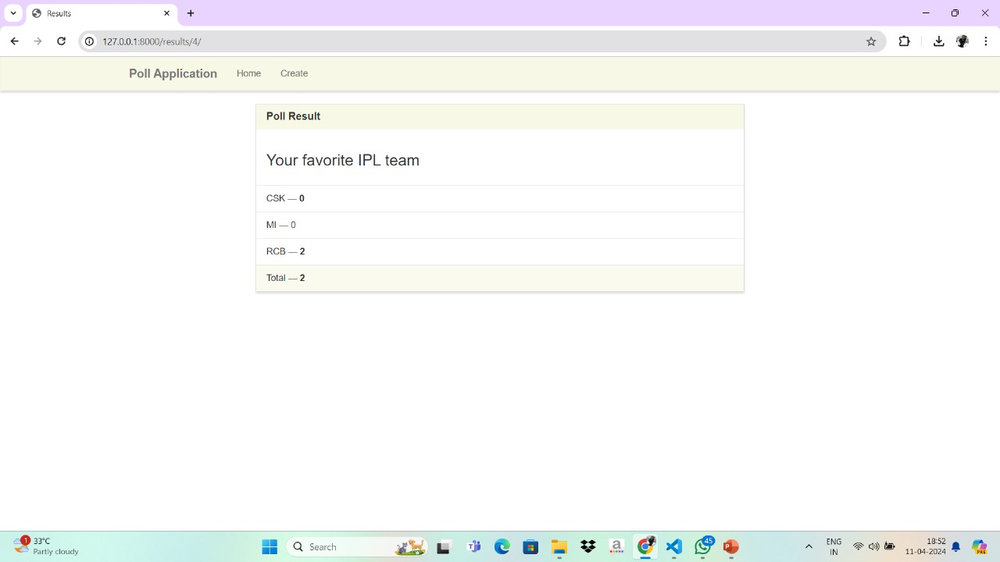 Results
127.0.0.1:8000/results/4/
Poll Application Home Create
Poll Result
Your favorite IPL team
CSK — 0
MI — 0
RCB — 2
Total — 2
1 33°C
Partly cloudy
Search
a
45
ENG
IN
18:52
11-04-2024
PRE